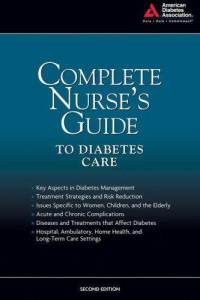 American
Diabetes
Association.
COMPLETE
NURSE'S
GUIDE
TO DIABETES
CARE
• Key Aspects in Diabetes Management
• Treatment Strategies and Risk Reduction
• Issues Specific to Women, Children, and the Elderly
• Acute and Chronic Complications
• Diseases and Treatments that Affect Diabetes
• Hospital, Ambulatory, Home Health, and
Long-Term Care Settings
SECOND EDITION